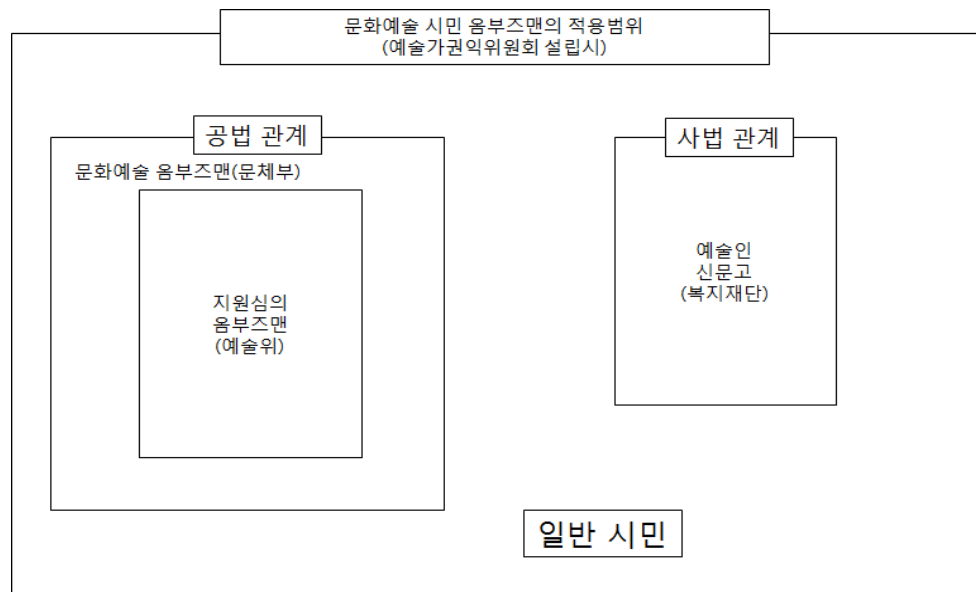 문화예술 시민 옴부즈맨의 적용범위
(예술가권익위원회 설립시)
공법 관계
사법 관계
문화예술 옴부즈맨(문체부)
지원심의
옴부즈맨
(예술위)
예술인
신문고
(복지재단)
일반 시민